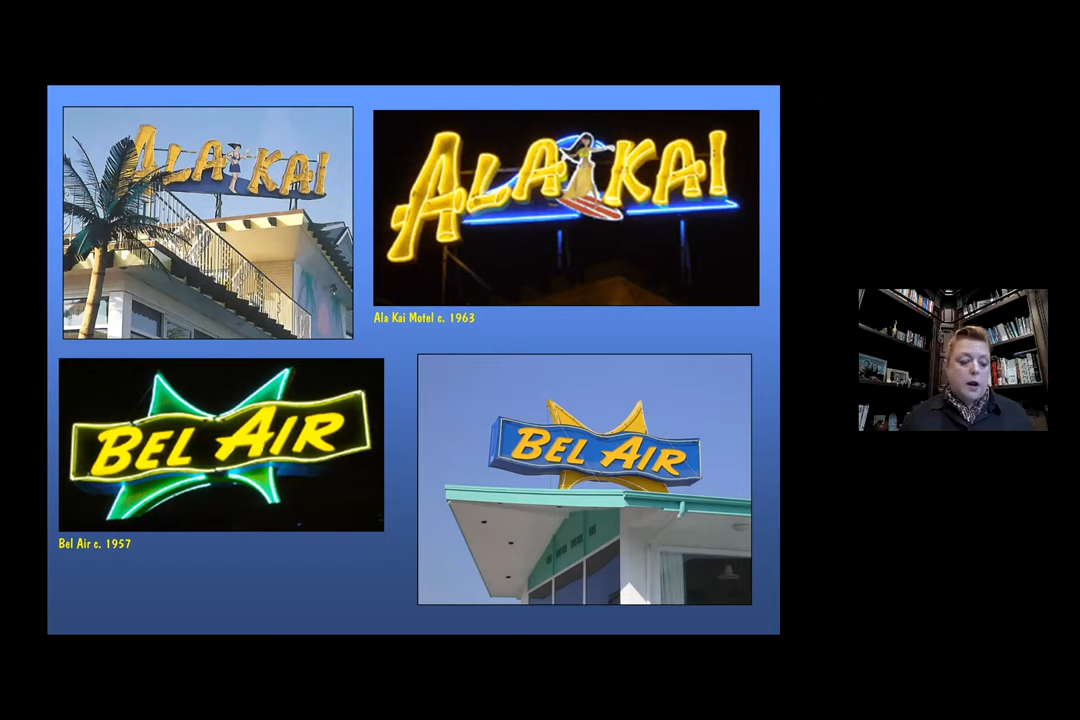 ALA KAI
ALA KAI
Ala Kai Motel c. 1963
BEL AIR
BEL AIR
Bel Air c. 1957